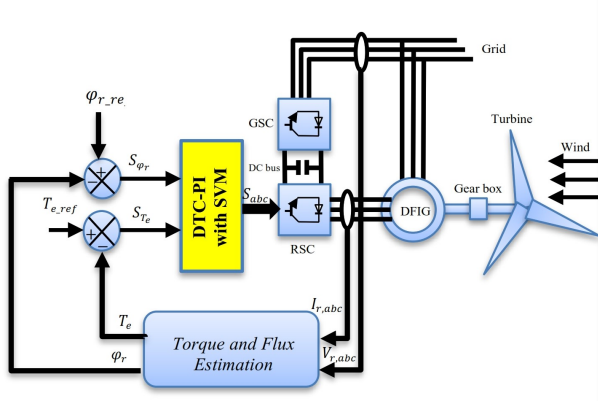 Grid
φr_re
GSC
Turbine
Wind
DC bus
Sφr
DTC-PI
with SVM
Sabc
Gear box
Te_ref
STe
DFIG
RSC
Ir,abc
Te
Torque and Flux
Estimation
Vr,abc
φr